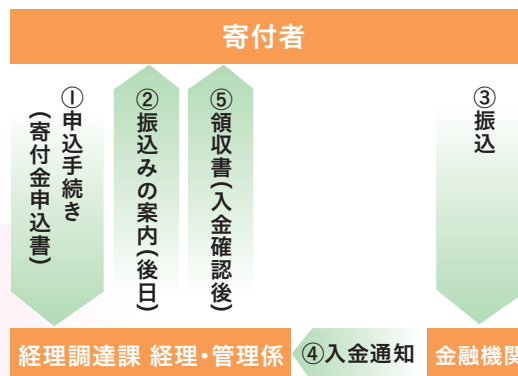 寄付者
①申込手続き
(寄付金申込書)
②振込みの案内(後日)
⑤領収書(入金確認後)
③振込
経理調達課 経理・管理係
④入金通知
金融機関